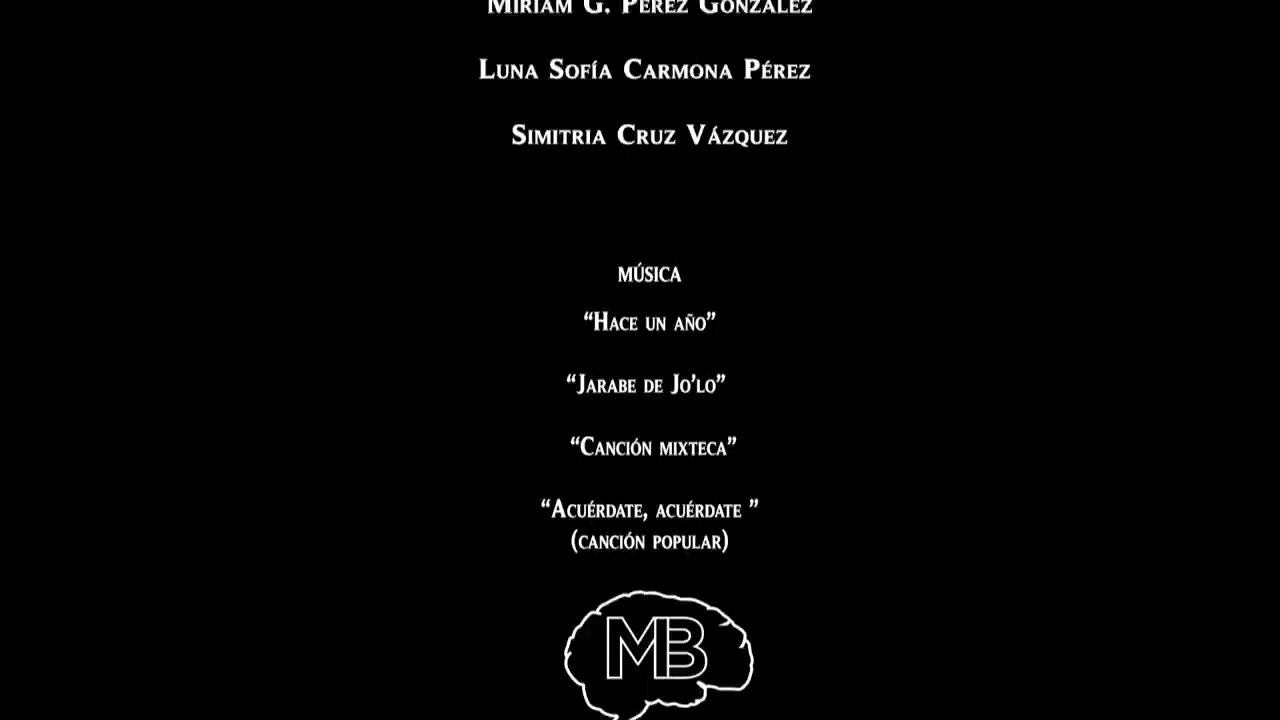 Miriam G. Pérez González
Luna Sofía Carmona Pérez
Simitria Cruz Vázquez
MÚSICA
“Hace un año”
“Jarabe de Jo’lo”
“Canción mixteca”
“Acuérdate, acuérdate ”
(canción popular)
MB